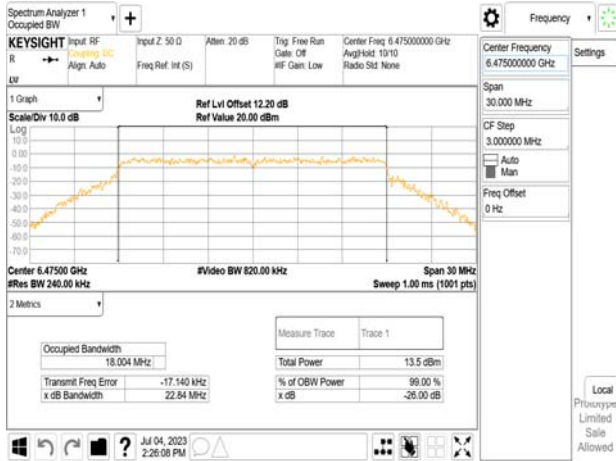 Spectrum Analyzer 1
Occupied BW
Frequency
KEYSIGHT
R
LXI
Input: RF
Coupling: DC
Align: Auto
Input Z: 50 Ω
Freq Ref: Int (S)
Atten: 20 dB
Trig: Free Run
Gate: Off
#IF Gain: Low
Center Freq: 6.475000000 GHz
Avg|Hold: 10/10
Radio Std: None
Center Frequency
6.475000000 GHz
Settings
Span
30.000 MHz
CF Step
3.000000 MHz
Auto
Man
Freq Offset
0 Hz
1 Graph
Scale/Div 10.0 dB
Ref Lvl Offset 12.20 dB
Ref Value 20.00 dBm
Log
10.0
0.00
-10.0
-20.0
-30.0
-40.0
-50.0
-60.0
-70.0
Center 6.47500 GHz
#Res BW 240.00 kHz
#Video BW 820.00 kHz
Span 30 MHz
Sweep 1.00 ms (1001 pts)
2 Metrics
Measure Trace Trace 1
Occupied Bandwidth
18.004 MHz
Total Power 13.5 dBm
Transmit Freq Error -17.140 kHz
% of OBW Power 99.00 %
x dB Bandwidth 22.84 MHz
x dB -26.00 dB
Local
Prototype
Limited
Sale
Allowed
?
Jul 04, 2023
2:26:08 PM